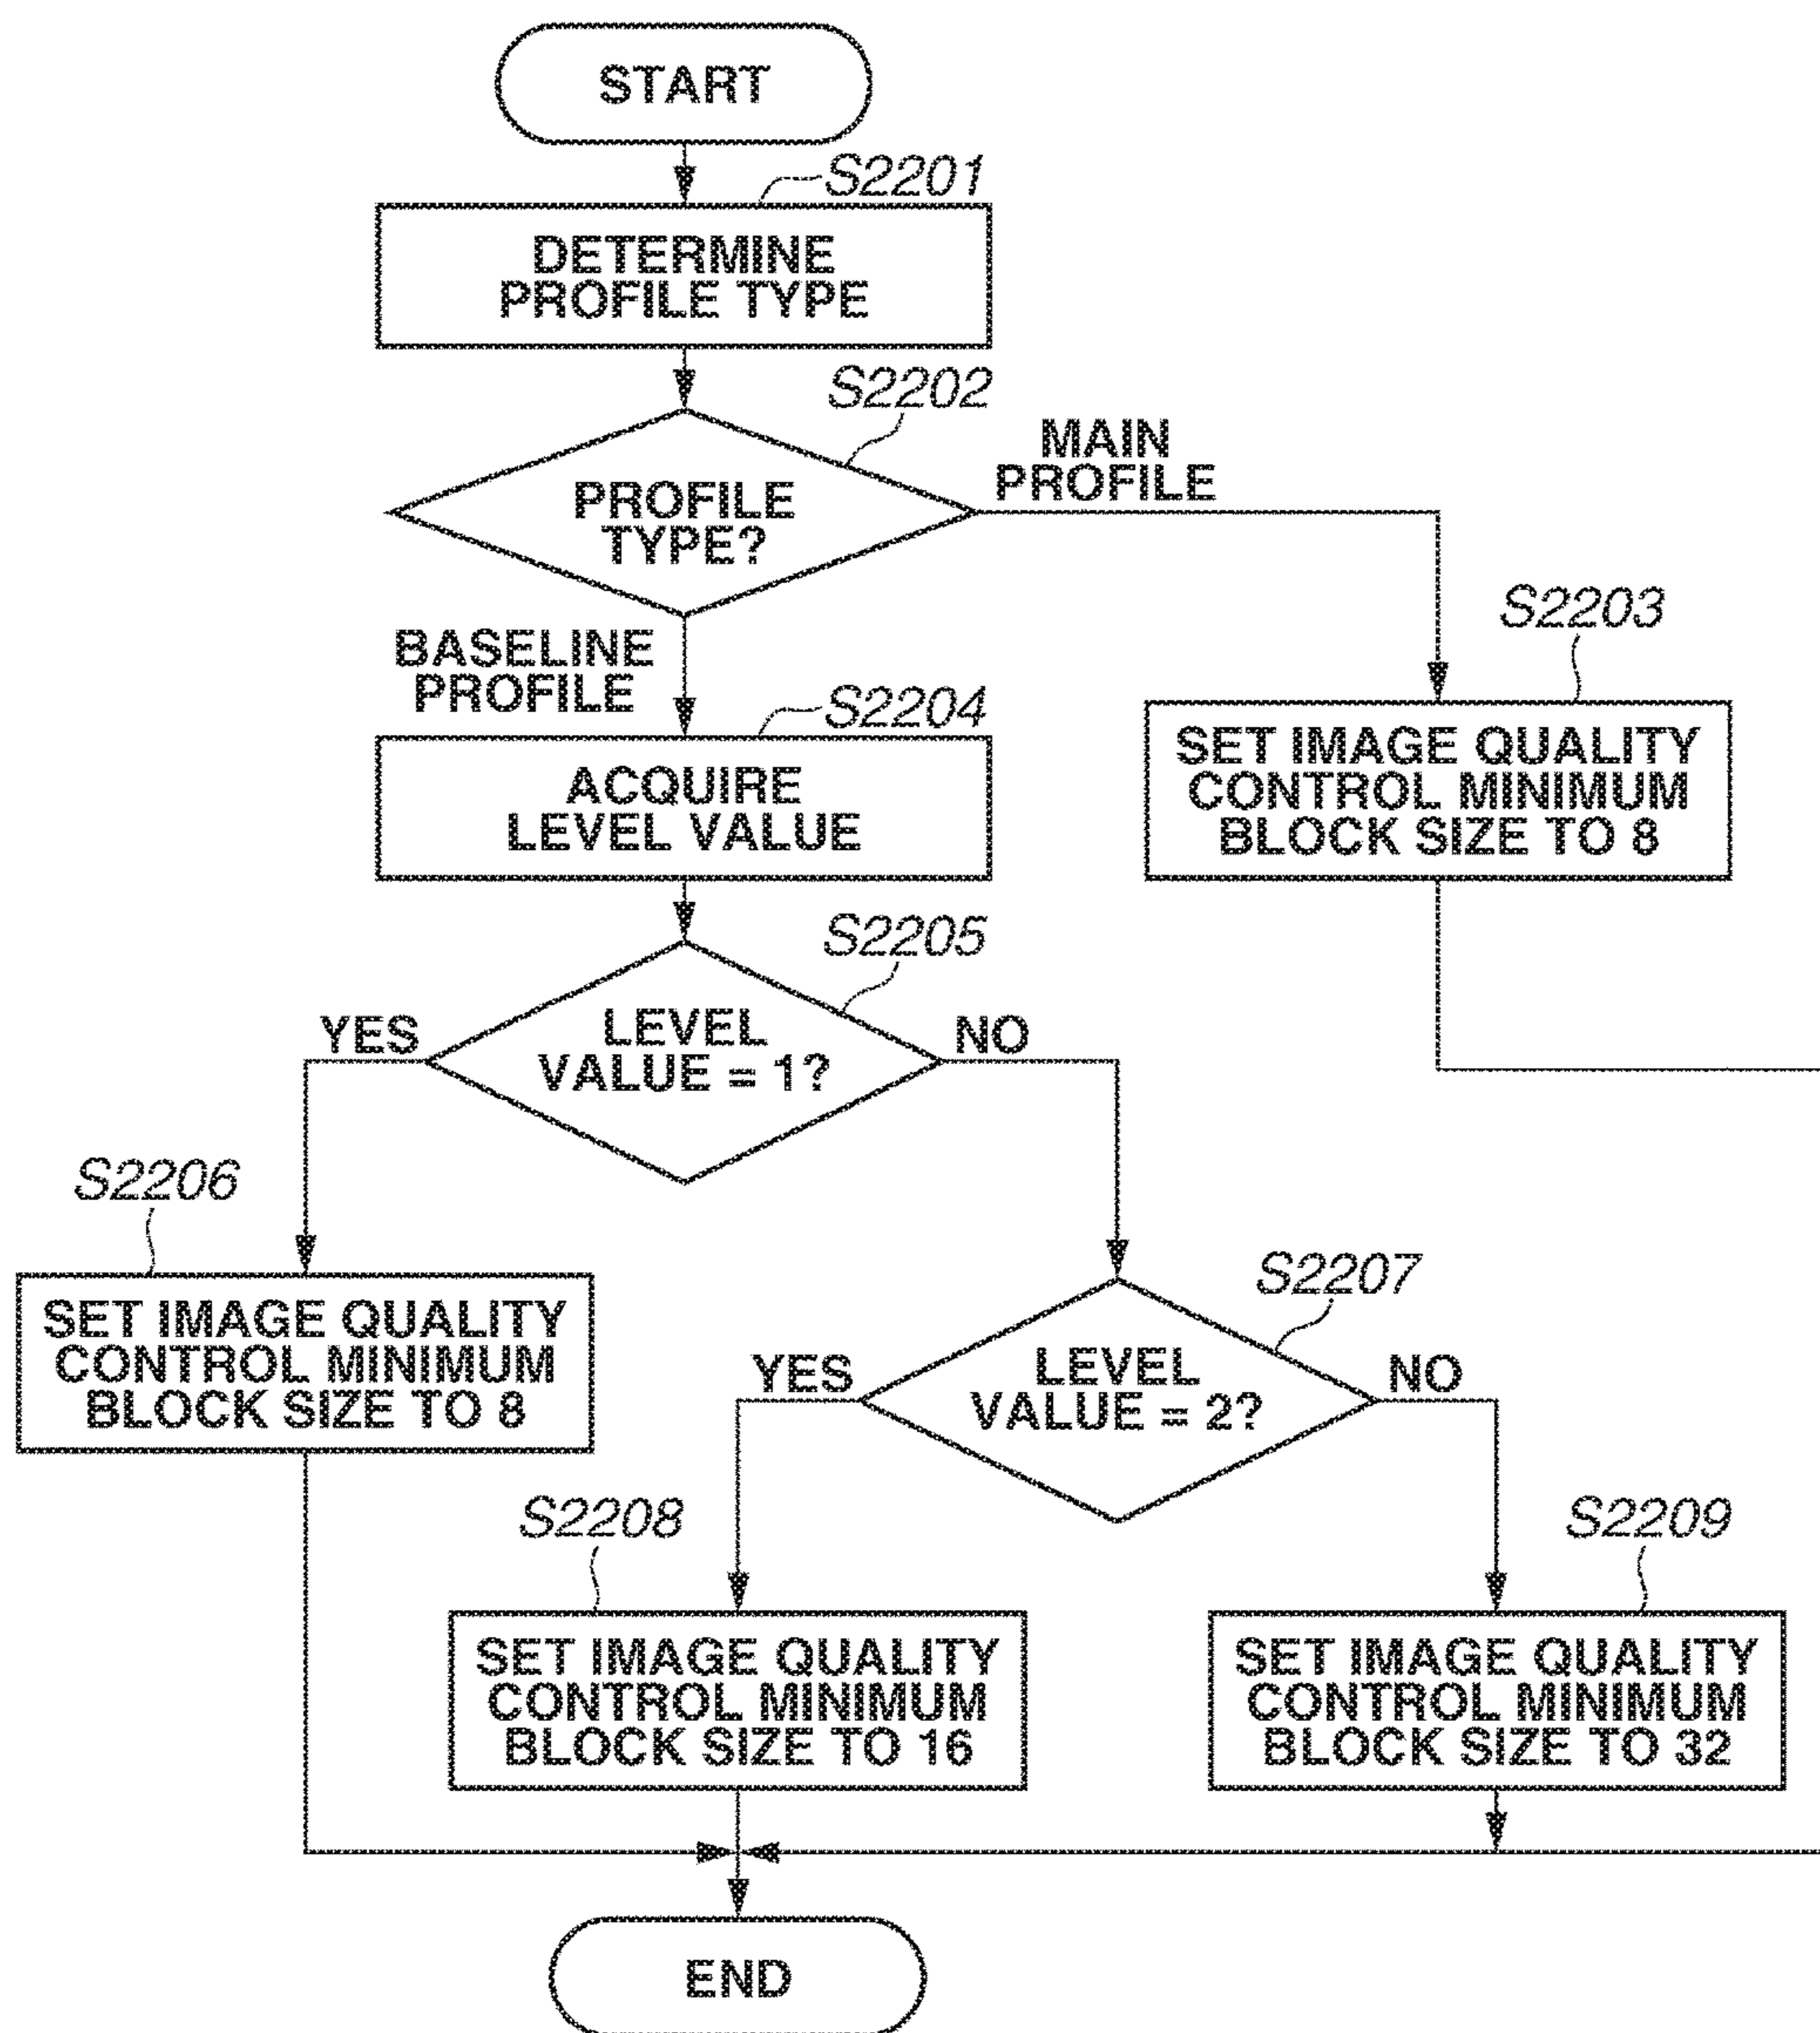 START
S2201
DETERMINE
PROFILE TYPE
S2202
PROFILE
TYPE?
MAIN
PROFILE
BASELINE
PROFILE
S2203
SET IMAGE QUALITY
CONTROL MINIMUM
BLOCK SIZE TO 8
S2204
ACQUIRE
LEVEL VALUE
S2205
LEVEL
VALUE = 1?
YES
NO
S2206
SET IMAGE QUALITY
CONTROL MINIMUM
BLOCK SIZE TO 8
S2207
LEVEL
VALUE = 2?
YES
NO
S2208
SET IMAGE QUALITY
CONTROL MINIMUM
BLOCK SIZE TO 16
S2209
SET IMAGE QUALITY
CONTROL MINIMUM
BLOCK SIZE TO 32
END